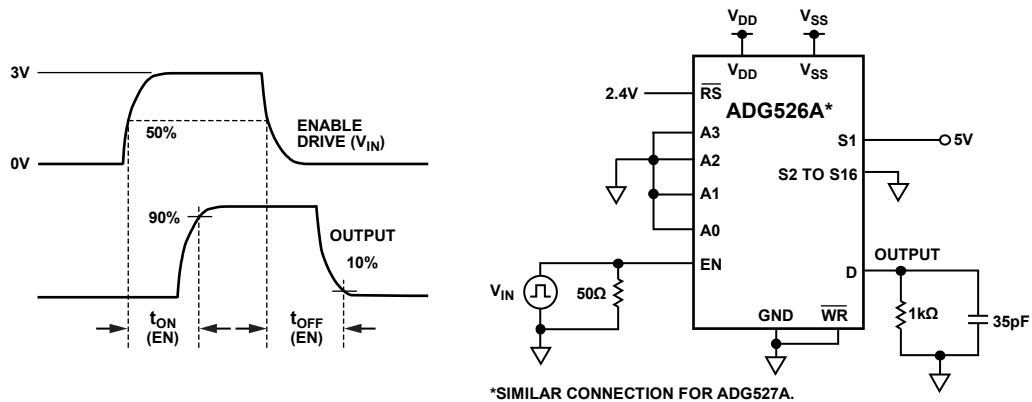 3V
50%
ENABLE
DRIVE (VIN)
0V
90%
OUTPUT
10%
tON
(EN)
tOFF
(EN)
VDD
VSS
VDD
VSS
2.4V
RS
ADG526A*
A3
A2
A1
A0
EN
S1
5V
S2 TO S16
OUTPUT
D
VIN
50Ω
GND
WR
1kΩ
35pF
*SIMILAR CONNECTION FOR ADG527A.